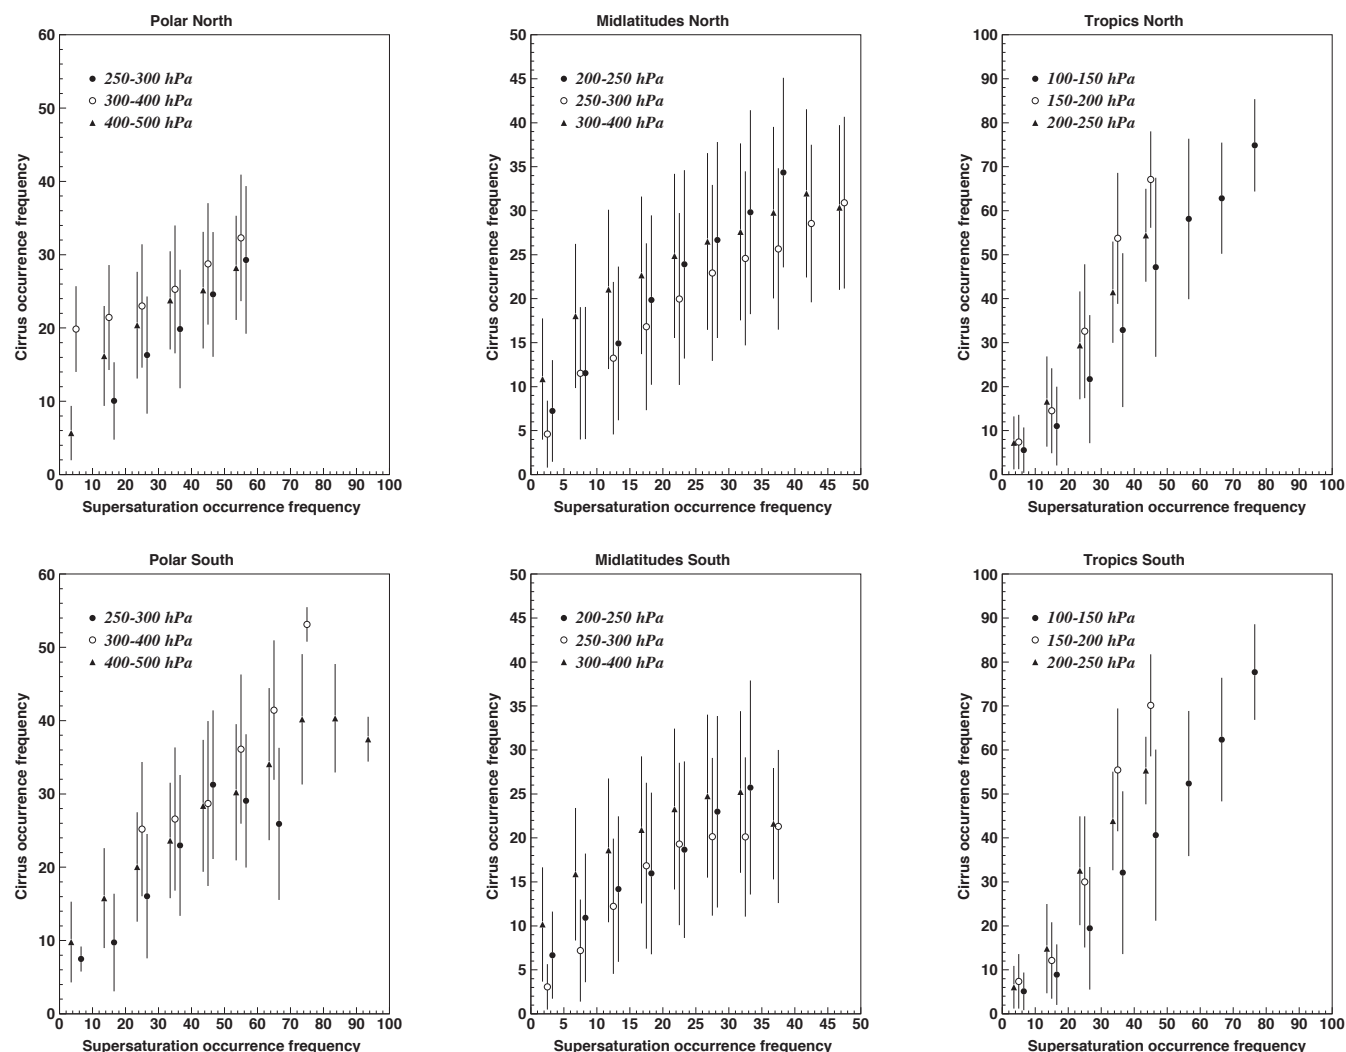 Polar North
60
50
40
30
20
10
0
Cirrus occurrence frequency
250-300 hPa
300-400 hPa
400-500 hPa
0 10 20 30 40 50 60 70 80 90 100
Supersaturation occurrence frequency
Midlatitudes North
50
45
40
35
30
25
20
15
10
5
0
Cirrus occurrence frequency
200-250 hPa
250-300 hPa
300-400 hPa
0 5 10 15 20 25 30 35 40 45 50
Supersaturation occurrence frequency
Tropics North
100
90
80
70
60
50
40
30
20
10
0
Cirrus occurrence frequency
100-150 hPa
150-200 hPa
200-250 hPa
0 10 20 30 40 50 60 70 80 90 100
Supersaturation occurrence frequency
Polar South
60
50
40
30
20
10
0
Cirrus occurrence frequency
250-300 hPa
300-400 hPa
400-500 hPa
0 10 20 30 40 50 60 70 80 90 100
Supersaturation occurrence frequency
Midlatitudes South
50
45
40
35
30
25
20
15
10
5
0
Cirrus occurrence frequency
200-250 hPa
250-300 hPa
300-400 hPa
0 5 10 15 20 25 30 35 40 45 50
Supersaturation occurrence frequency
Tropics South
100
90
80
70
60
50
40
30
20
10
0
Cirrus occurrence frequency
100-150 hPa
150-200 hPa
200-250 hPa
0 10 20 30 40 50 60 70 80 90 100
Supersaturation occurrence frequency